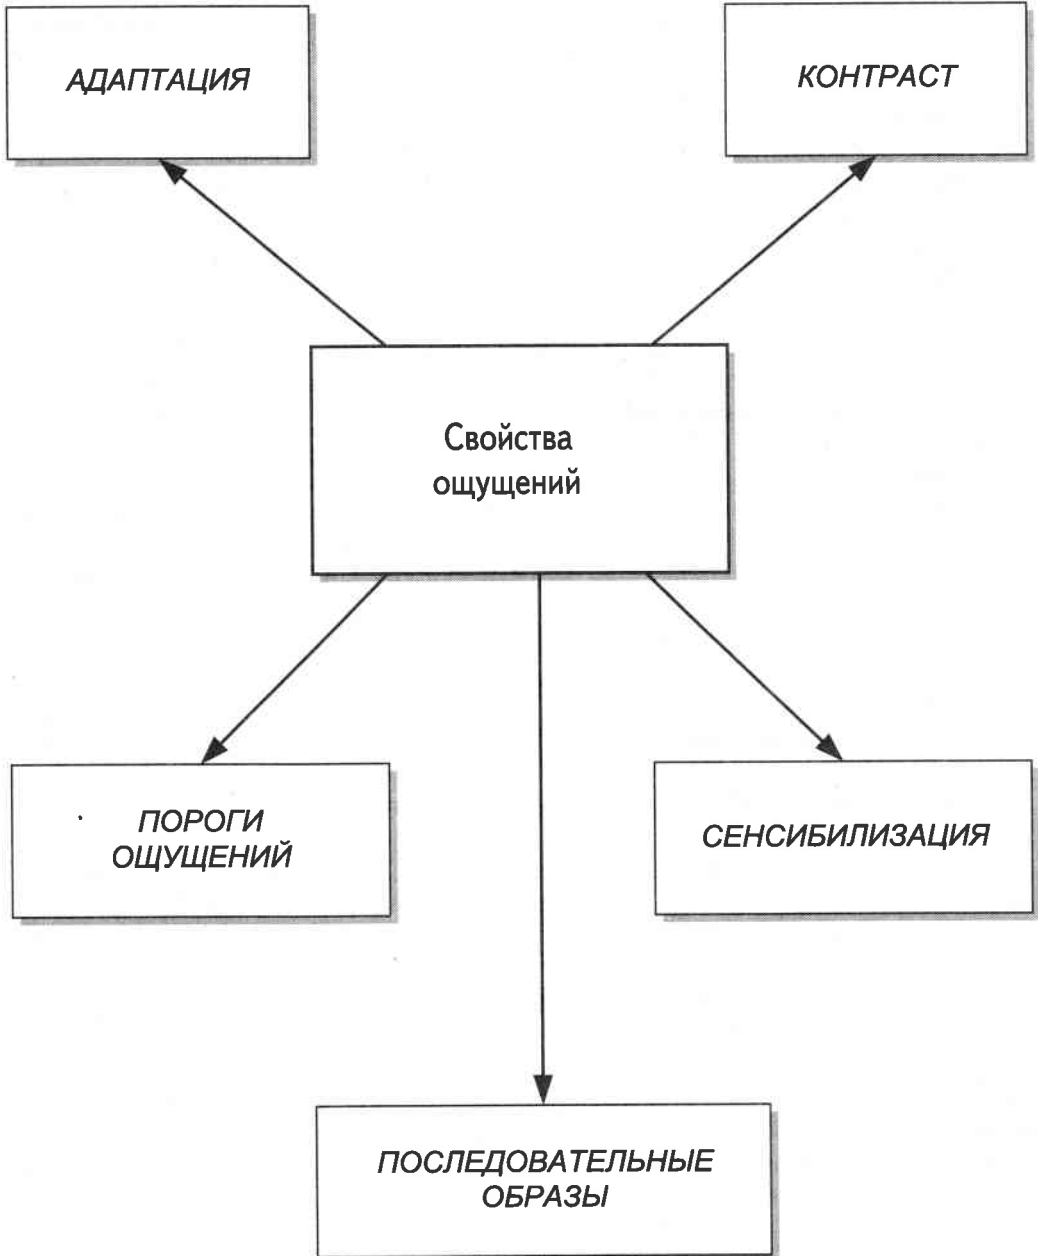 АДАПТАЦИЯ
КОНТРАСТ
Свойства
ощущений
ПОРОГИ
ОЩУЩЕНИЙ
СЕНСИБИЛИЗАЦИЯ
ПОСЛЕДОВАТЕЛЬНЫЕ
ОБРАЗЫ